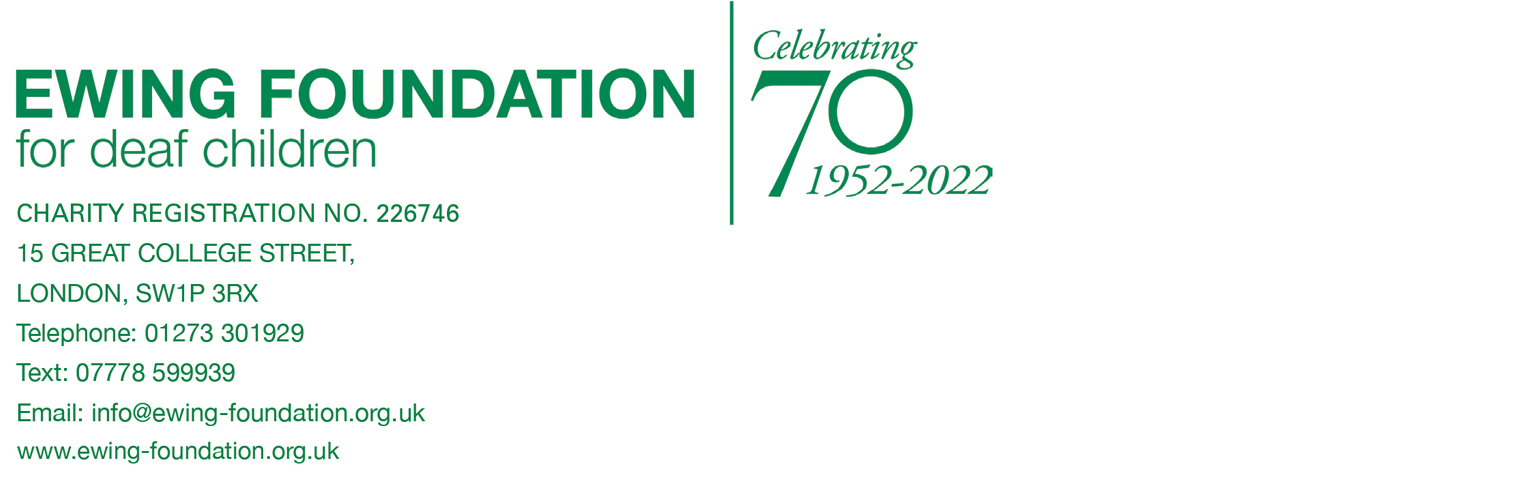 EWING FOUNDATION
for deaf children
CHARITY REGISTRATION NO. 226746
15 GREAT COLLEGE STREET,
LONDON, SW1P 3RX
Telephone: 01273 301929
Text: 07778 599939
Email: info@ewing-foundation.org.uk
www.ewing-foundation.org.uk
Celebrating
70
1952-2022